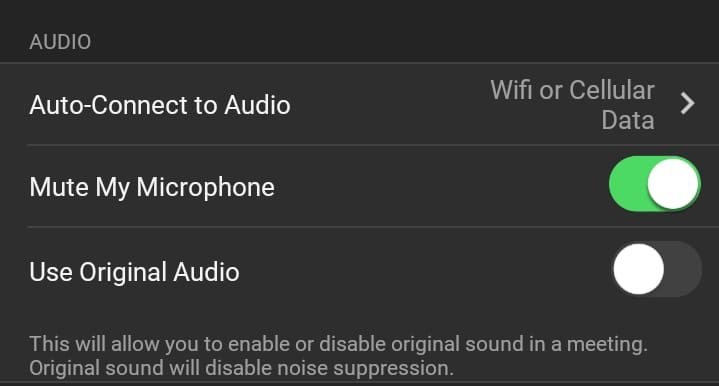 AUDIO
Auto-Connect to Audio
Wifi or Cellular
Data
Mute My Microphone
Use Original Audio
This will allow you to enable or disable original sound in a meeting.
Original sound will disable noise suppression.